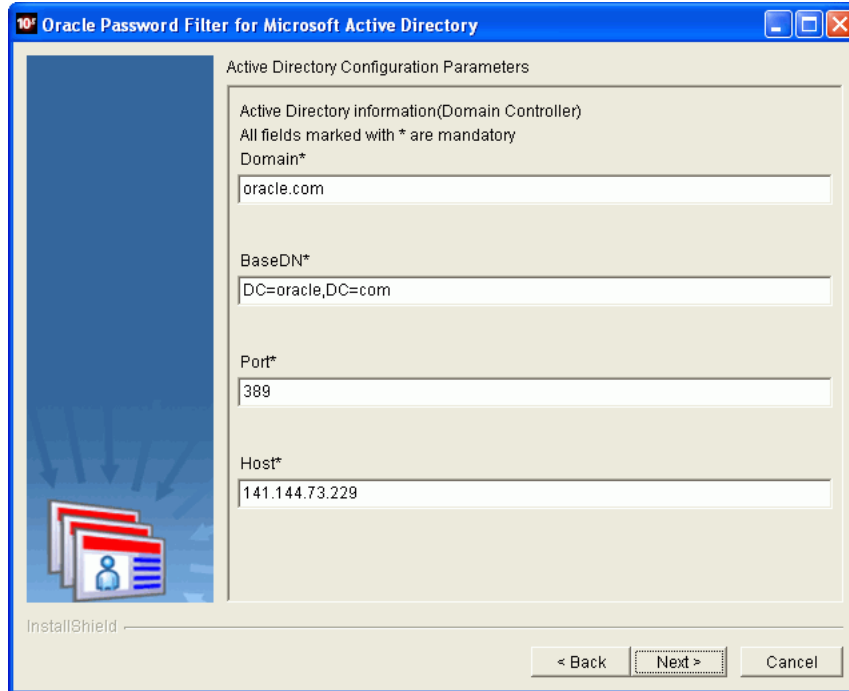 10g Oracle Password Filter for Microsoft Active Directory
Active Directory Configuration Parameters
Active Directory information(Domain Controller)
All fields marked with * are mandatory
Domain*
oracle.com
BaseDN*
DC=oracle,DC=com
Port*
389
Host*
141.144.73.229
InstallShield
< Back
Next >
Cancel